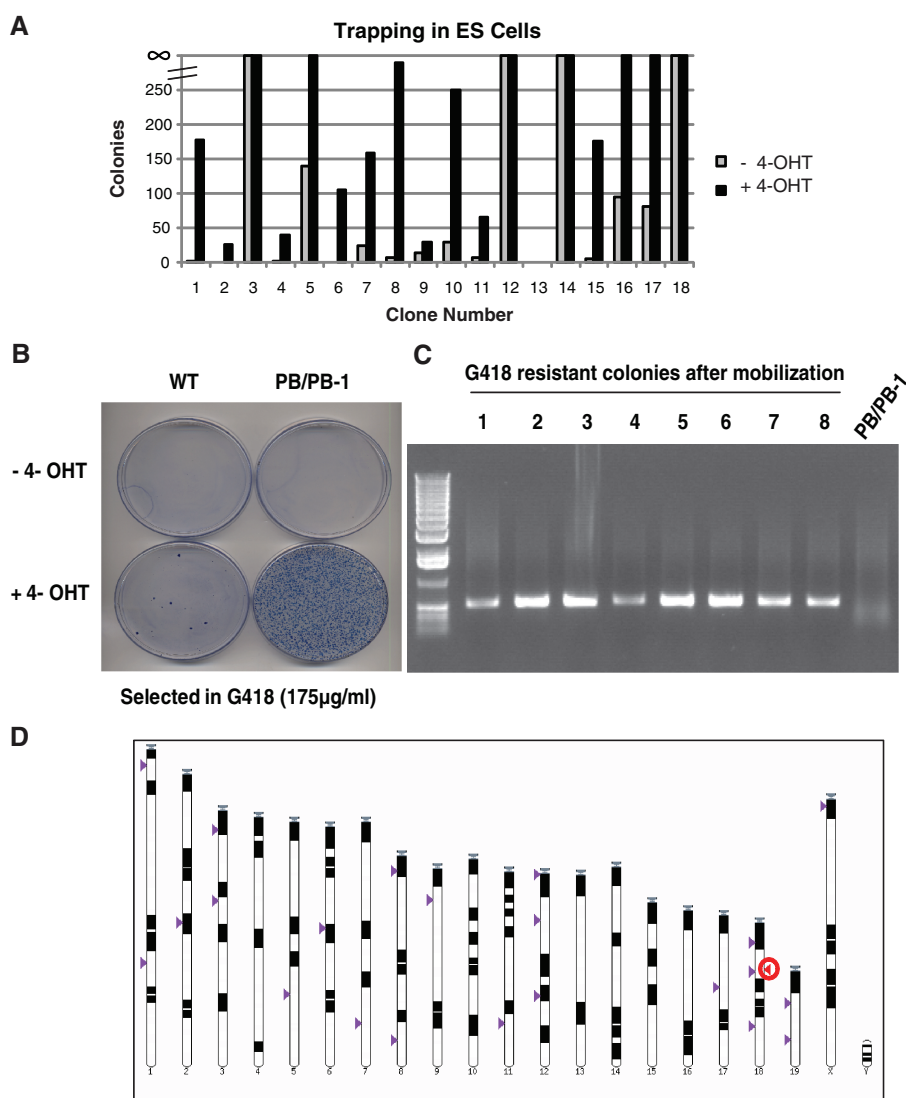 A
Trapping in ES Cells
∞
250
200
150
100
50
0
Colonies
1 2 3 4 5 6 7 8 9 10 11 12 13 14 15 16 17 18
Clone Number
- 4-OHT
+ 4-OHT
B
WT PB/PB-1
- 4- OHT
+ 4- OHT
Selected in G418 (175µg/ml)
C
G418 resistant colonies after mobilization
1 2 3 4 5 6 7 8 PB/PB-1
D
1 2 3 4 5 6 7 8 9 10 11 12 13 14 15 16 17 18 19 X Y